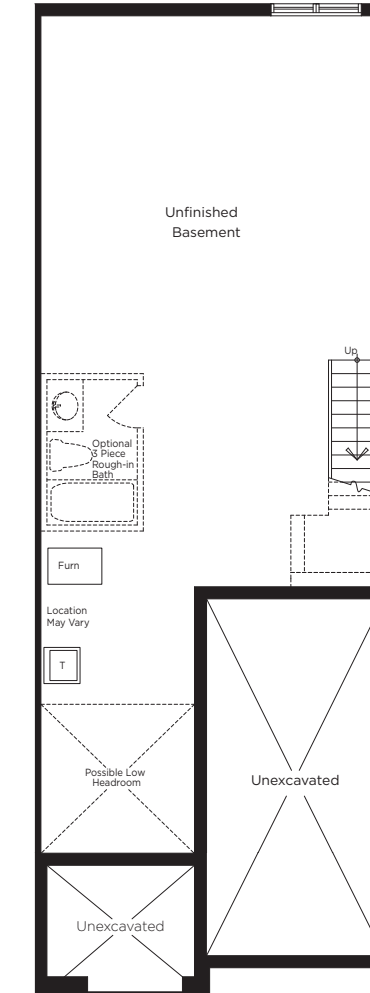 Unfinished
Basement
Up
Optional
3 Piece
Rough-in
Bath
Furn
Location
May Vary
T
Possible Low
Headroom
Unexcavated
Unexcavated